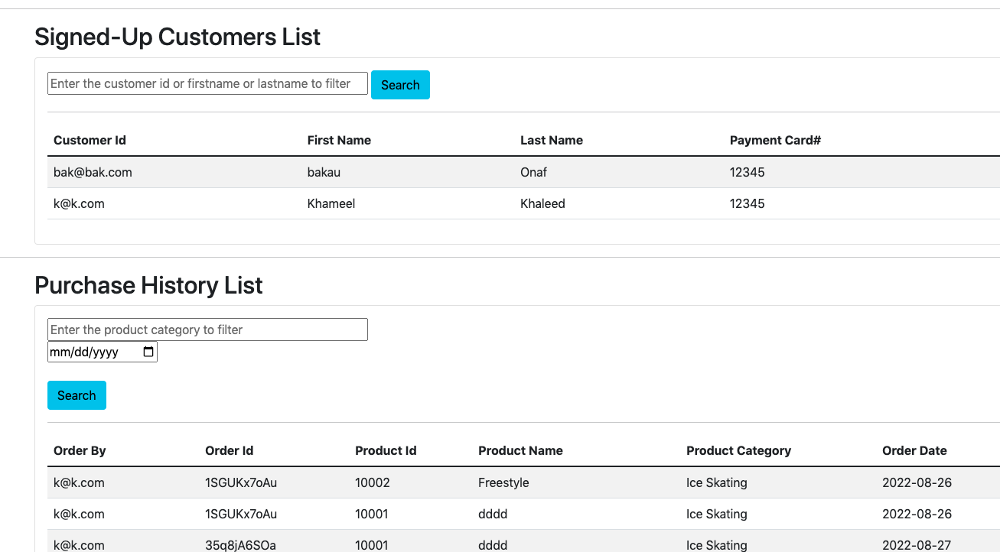 Signed-Up Customers List
Enter the customer id or firstname or lastname to filter Search
Customer Id First Name Last Name Payment Card#
bak@bak.com bakau Onaf 12345
k@k.com Khameel Khaleed 12345
Purchase History List
Enter the product category to filter
mm/dd/yyyy
Search
Order By Order Id Product Id Product Name Product Category Order Date
k@k.com 1SGUKx7oAu 10002 Freestyle Ice Skating 2022-08-26
k@k.com 1SGUKx7oAu 10001 dddd Ice Skating 2022-08-26
k@k.com 35q8jA6SOa 10001 dddd Ice Skating 2022-08-27